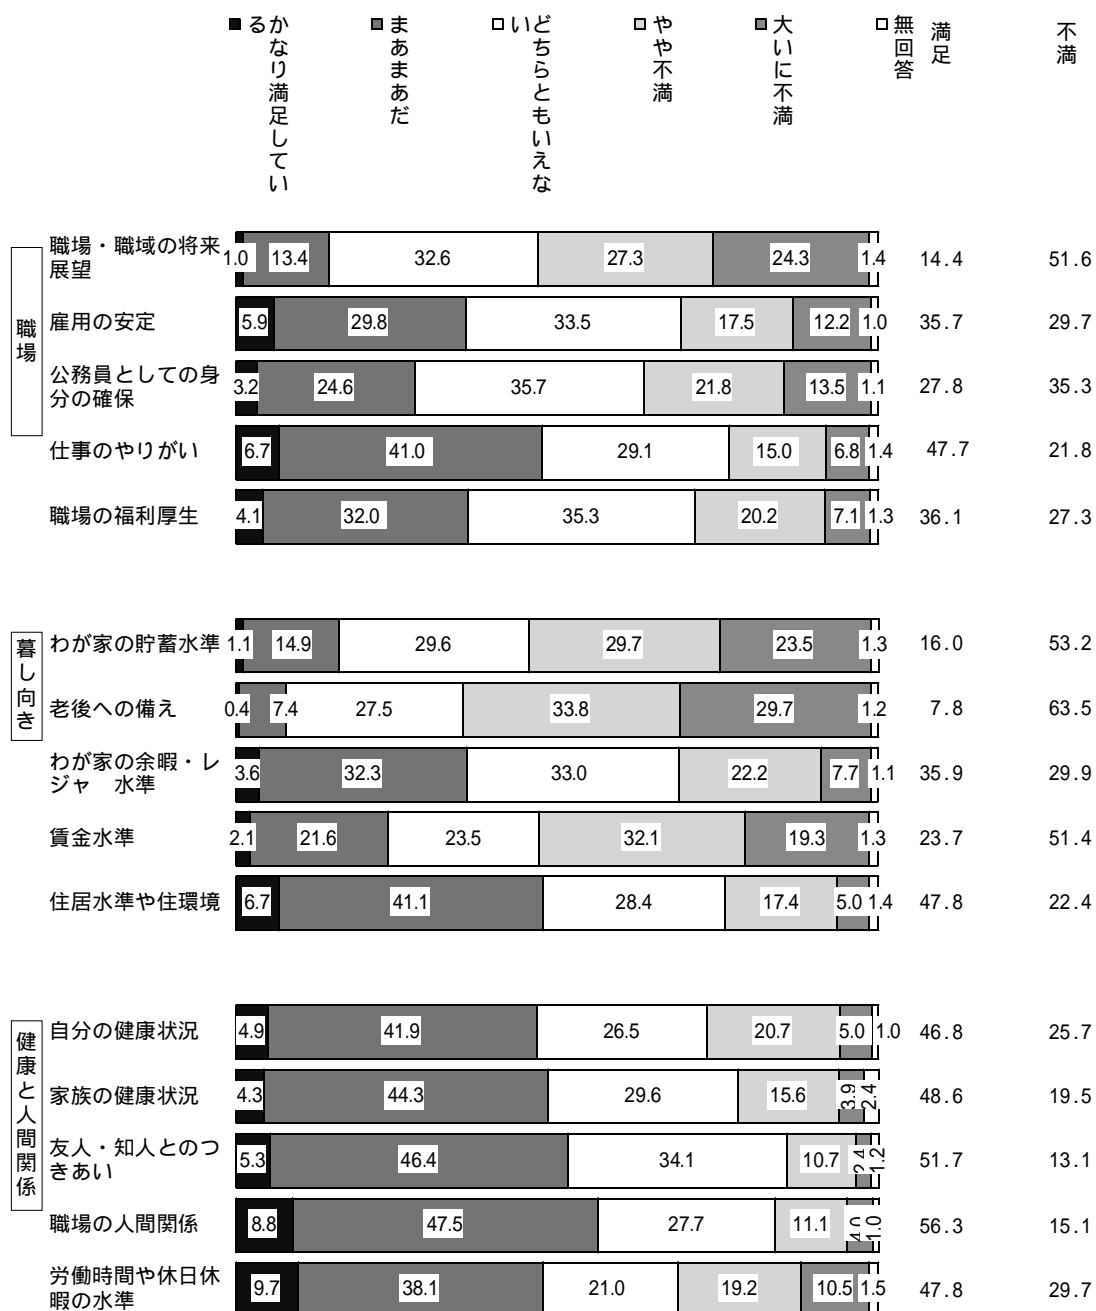 ■かなり満足している
■まあまあだ
□どちらともいえない
□やや不満
■大いに不満
□無回答
満足
不満
職場
職場・職域の将来
展望
1.0 13.4 32.6 27.3 24.3 1.4 14.4 51.6
雇用の安定
5.9 29.8 33.5 17.5 12.2 1.0 35.7 29.7
公務員としての身
分の確保
3.2 24.6 35.7 21.8 13.5 1.1 27.8 35.3
仕事のやりがい
6.7 41.0 29.1 15.0 6.8 1.4 47.7 21.8
職場の福利厚生
4.1 32.0 35.3 20.2 7.1 1.3 36.1 27.3
暮し向き
わが家の貯蓄水準
1.1 14.9 29.6 29.7 23.5 1.3 16.0 53.2
老後への備え
0.4 7.4 27.5 33.8 29.7 1.2 7.8 63.5
わが家の余暇・レ
ジャ　水準
3.6 32.3 33.0 22.2 7.7 1.1 35.9 29.9
賃金水準
2.1 21.6 23.5 32.1 19.3 1.3 23.7 51.4
住居水準や住環境
6.7 41.1 28.4 17.4 5.0 1.4 47.8 22.4
健康と人間関係
自分の健康状況
4.9 41.9 26.5 20.7 5.0 1.0 46.8 25.7
家族の健康状況
4.3 44.3 29.6 15.6 3.9 2.4 48.6 19.5
友人・知人とのつ
きあい
5.3 46.4 34.1 10.7 2.4 1.2 51.7 13.1
職場の人間関係
8.8 47.5 27.7 11.1 4.0 1.0 56.3 15.1
労働時間や休日休
暇の水準
9.7 38.1 21.0 19.2 10.5 1.5 47.8 29.7